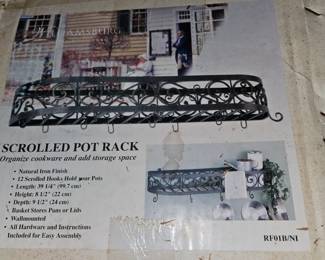 WILLIAMSBURG
SCROLLED POT RACK
Organize cookware and add storage space
• Natural Iron Finish
• 12 Scrolled Hooks Hold your Pots
• Length: 39 1/4" (99.7 cm)
• Height: 8 1/2" (22 cm)
• Depth: 9 1/2" (24 cm)
• Basket Stores Pans or Lids
• Wallmounted
• All Hardware and Instructions
Included for Easy Assembly
RF01B/NI